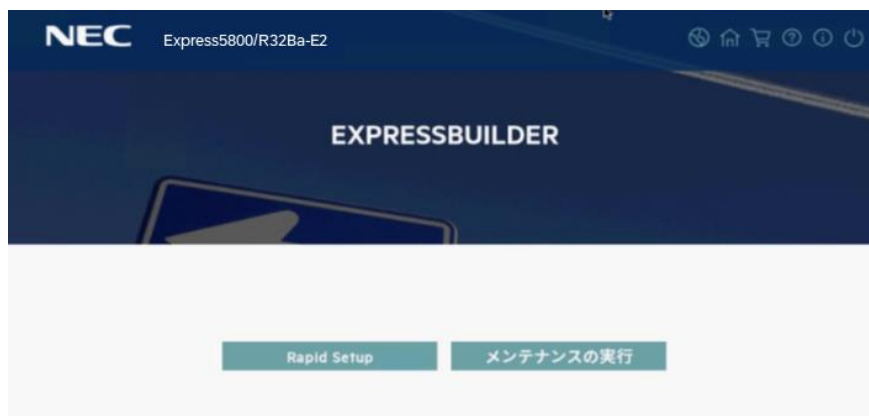 NEC Express5800/R32Ba-E2
EXPRESSBUILDER
Rapid Setup メンテナンスの実行